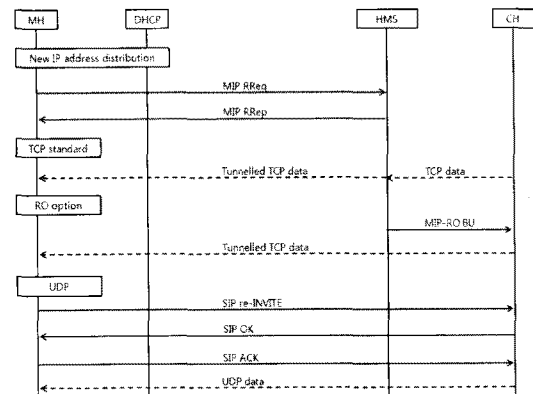 MH DHCP HMS CH
New IP address distribution
MIP RReq
MIP RRep
TCP standard
Tunnelled TCP data TCP data
RO option
MIP-RO BU
Tunnelled TCP data
UDP
SIP re-INVITE
SIP OK
SIP ACK
UDP data